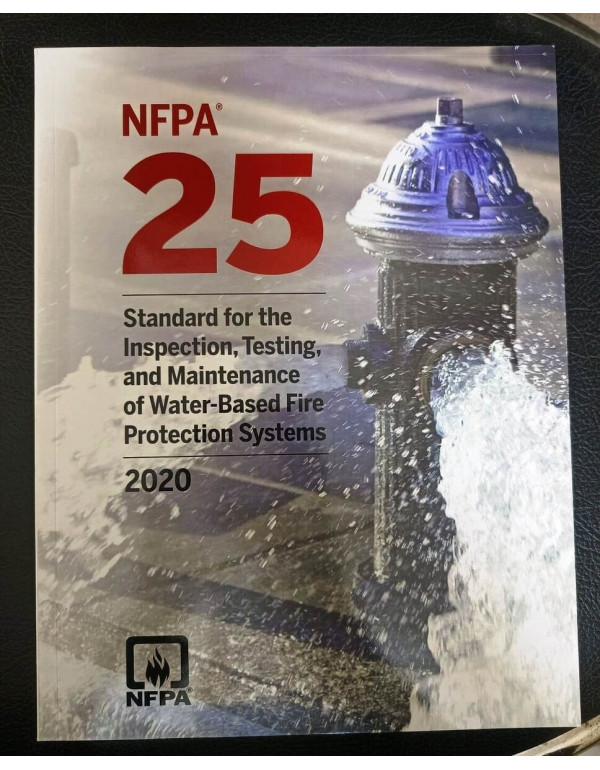 NFPA®
25
Standard for the
Inspection, Testing,
and Maintenance
of Water-Based Fire
Protection Systems
2020
NFPA®